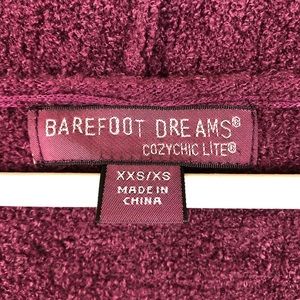 BAREFOOT DREAMS®
COZYCHIC LITE®
XXS/XS
MADE IN
CHINA